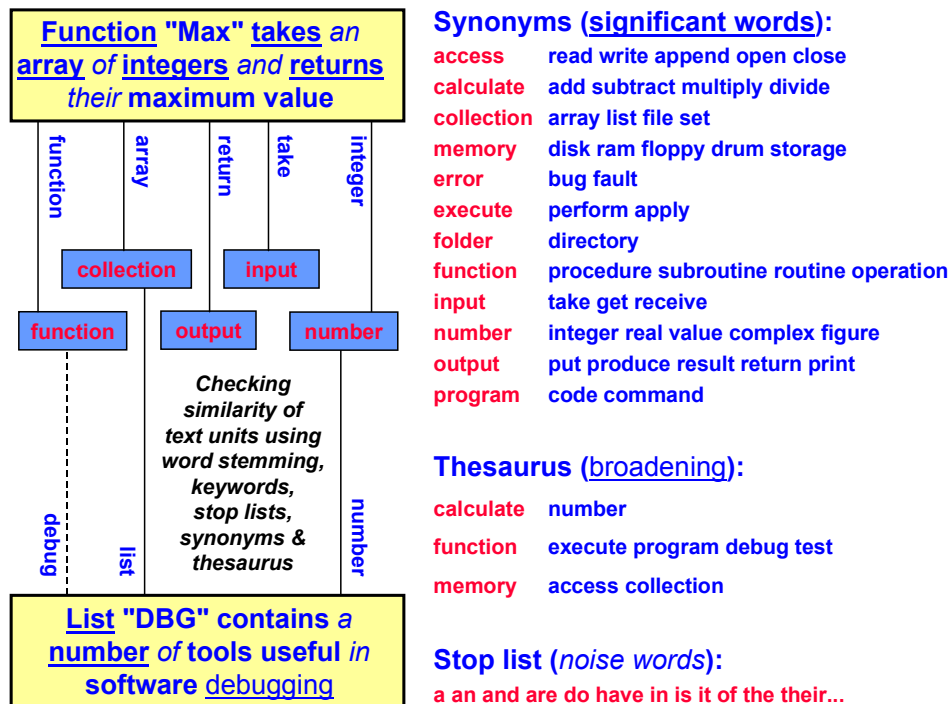 Function "Max" takes an
array of integers and returns
their maximum value
function
array
return
take
integer
collection
input
function
output
number
Checking
similarity of
text units using
word stemming,
keywords,
stop lists,
synonyms &
thesaurus
debug
list
number
List "DBG" contains a
number of tools useful in
software debugging
Synonyms (significant words):
access read write append open close
calculate add subtract multiply divide
collection array list file set
memory disk ram floppy drum storage
error bug fault
execute perform apply
folder directory
function procedure subroutine routine operation
input take get receive
number integer real value complex figure
output put produce result return print
program code command
Thesaurus (broadening):
calculate number
function execute program debug test
memory access collection
Stop list (noise words):
a an and are do have in is it of the their...